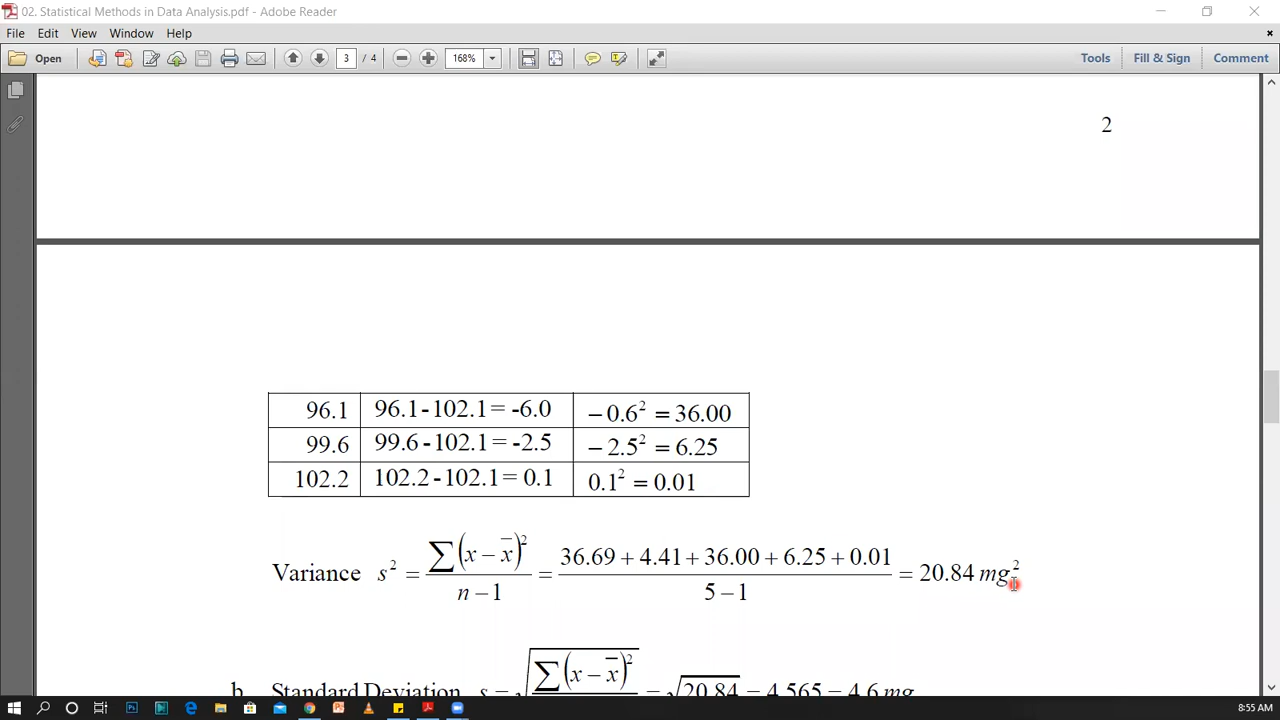 02. Statistical Methods in Data Analysis.pdf - Adobe Reader
File Edit View Window Help
Open 3 / 4 168% Tools Fill & Sign Comment
2
96.1 96.1 - 102.1 = -6.0 − 0.6² = 36.00
99.6 99.6 - 102.1 = -2.5 − 2.5² = 6.25
102.2 102.2 - 102.1 = 0.1 0.1² = 0.01
Variance s² = ∑(x − x̄)² / n − 1 = 36.69 + 4.41 + 36.00 + 6.25 + 0.01 / 5 − 1 = 20.84 mg²
b. Standard Deviation s = √∑(x − x̄)² = √20.84 = 4.565 = 4.6 mg
8:55 AM